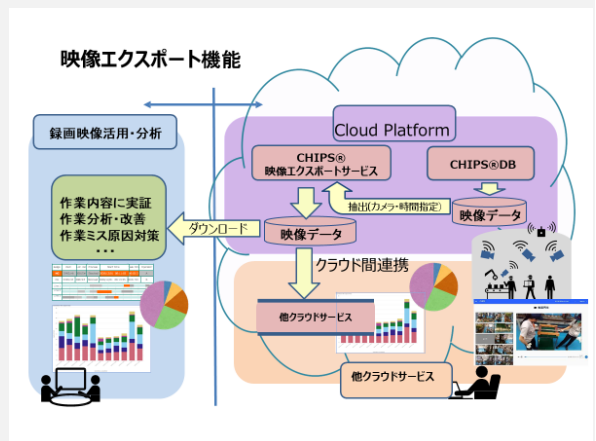 映像エクスポート機能
録画映像活用・分析
Cloud Platform
CHIPS®
映像エクスポートサービス
CHIPS®DB
作業内容に実証
作業分析・改善
作業ミス原因対策
…
抽出(カメラ・時間指定)
映像データ
ダウンロード
映像データ
クラウド間連携
他クラウドサービス
他クラウドサービス